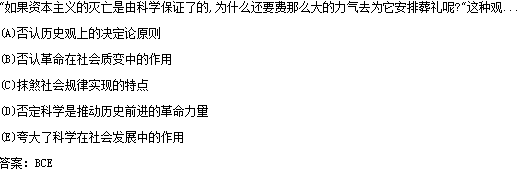 "如果资本主义的灭亡是由科学保证了的,为什么还要费那么大的力气去为它安排葬礼呢?"这种观...
(A)否认历史观上的决定论原则
(B)否认革命在社会质变中的作用
(C)抹煞社会规律实现的特点
(D)否定科学是推动历史前进的革命力量
(E)夸大了科学在社会发展中的作用
答案: BCE